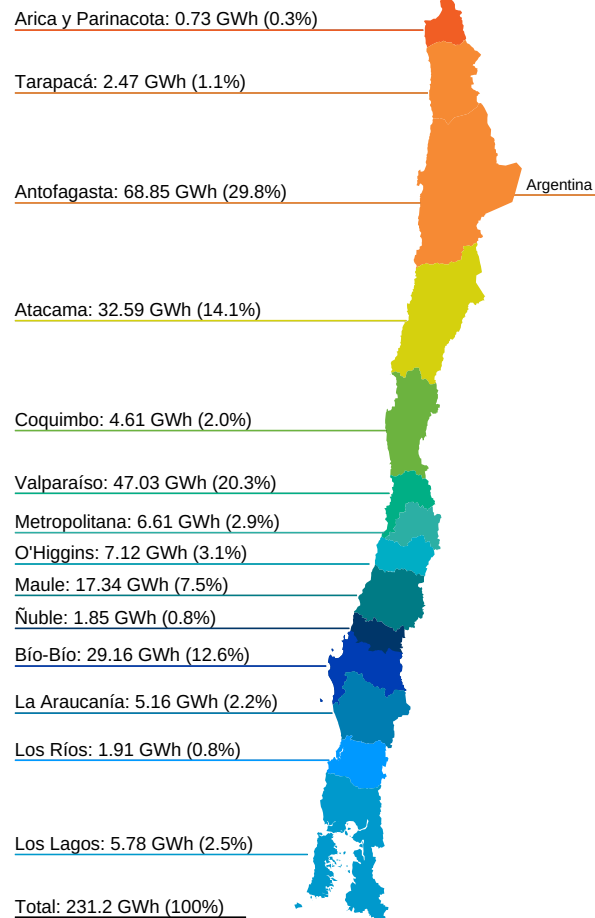 Arica y Parinacota: 0.73 GWh (0.3%)
Tarapacá: 2.47 GWh (1.1%)
Antofagasta: 68.85 GWh (29.8%)
Argentina
Atacama: 32.59 GWh (14.1%)
Coquimbo: 4.61 GWh (2.0%)
Valparaíso: 47.03 GWh (20.3%)
Metropolitana: 6.61 GWh (2.9%)
O'Higgins: 7.12 GWh (3.1%)
Maule: 17.34 GWh (7.5%)
Ñuble: 1.85 GWh (0.8%)
Bío-Bío: 29.16 GWh (12.6%)
La Araucanía: 5.16 GWh (2.2%)
Los Ríos: 1.91 GWh (0.8%)
Los Lagos: 5.78 GWh (2.5%)
Total: 231.2 GWh (100%)